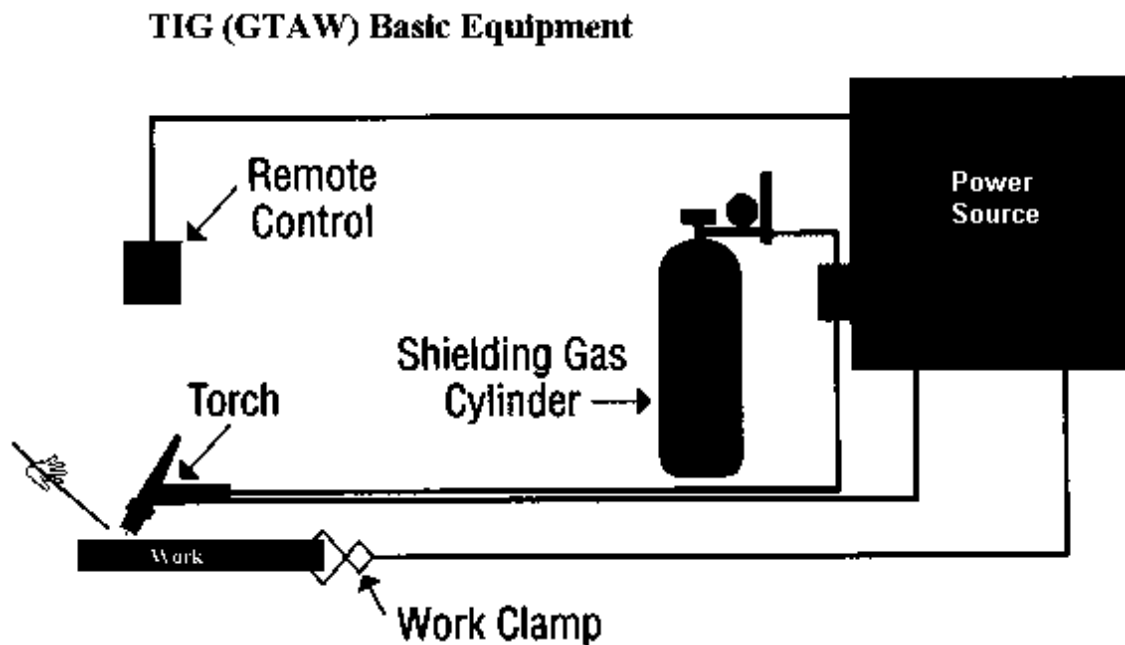 TIG (GTAW) Basic Equipment
Remote
Control
Power
Source
Shielding Gas
Cylinder
Torch
Work
Work Clamp